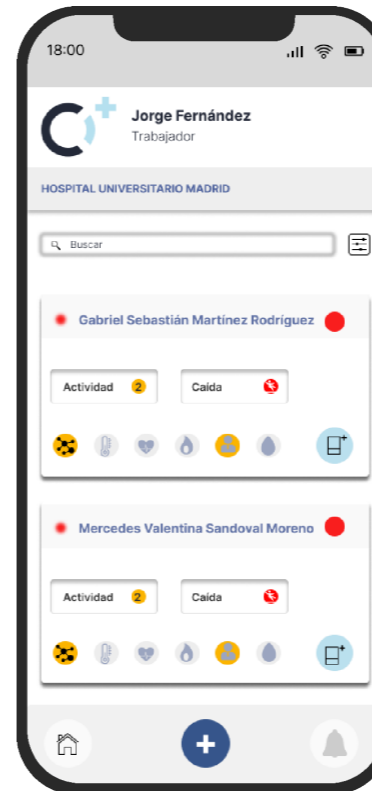 18:00
Jorge Fernández
Trabajador
HOSPITAL UNIVERSITARIO MADRID
Buscar
Gabriel Sebastián Martínez Rodríguez
Actividad 2 Caída
Mercedes Valentina Sandoval Moreno
Actividad 2 Caída